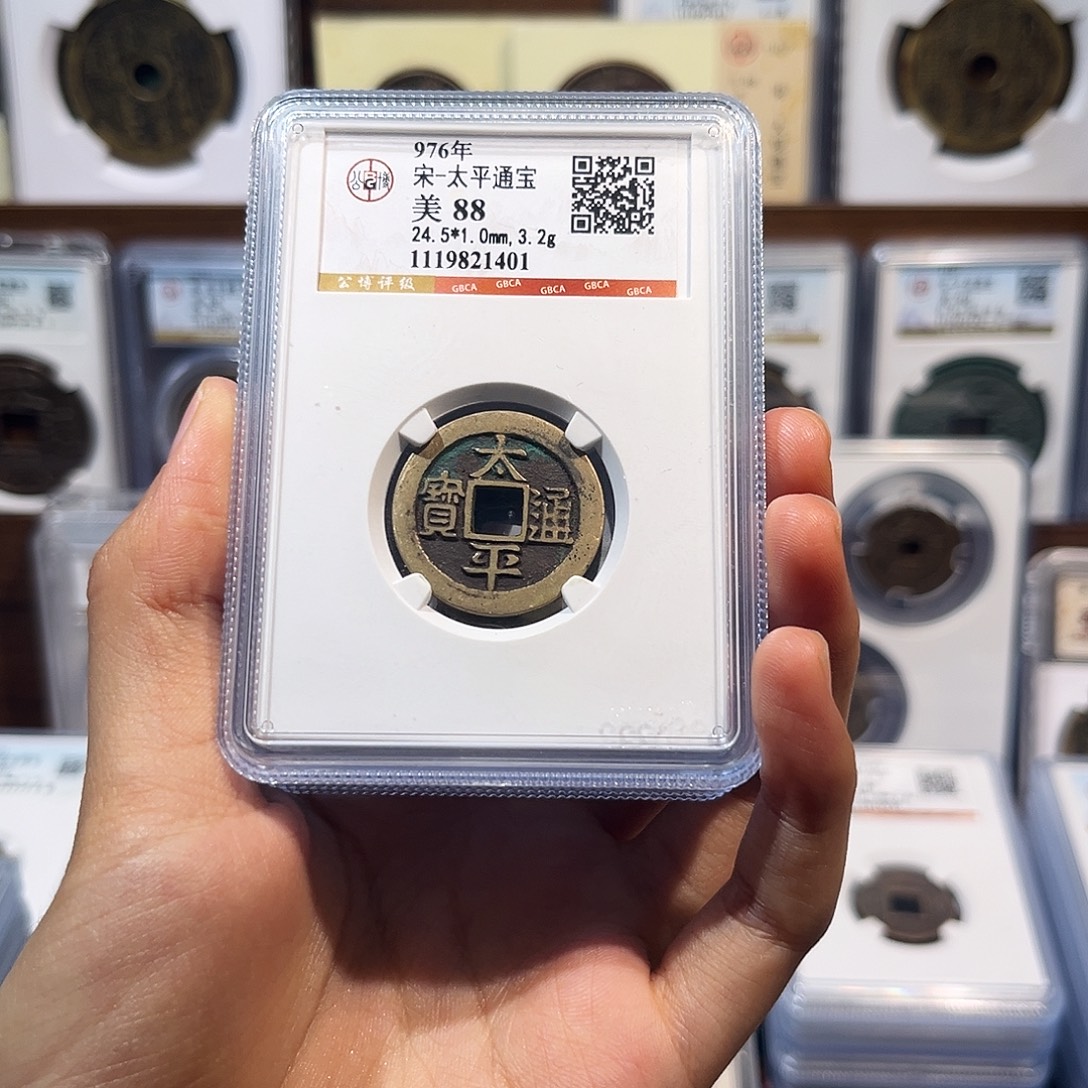 976年
宋-太平通宝
美 88
24.5*1.0mm,3.2g
1119821401
公博评级
GBCA
GBCA
GBCA
GBCA
GBCA
太
寶 通
平